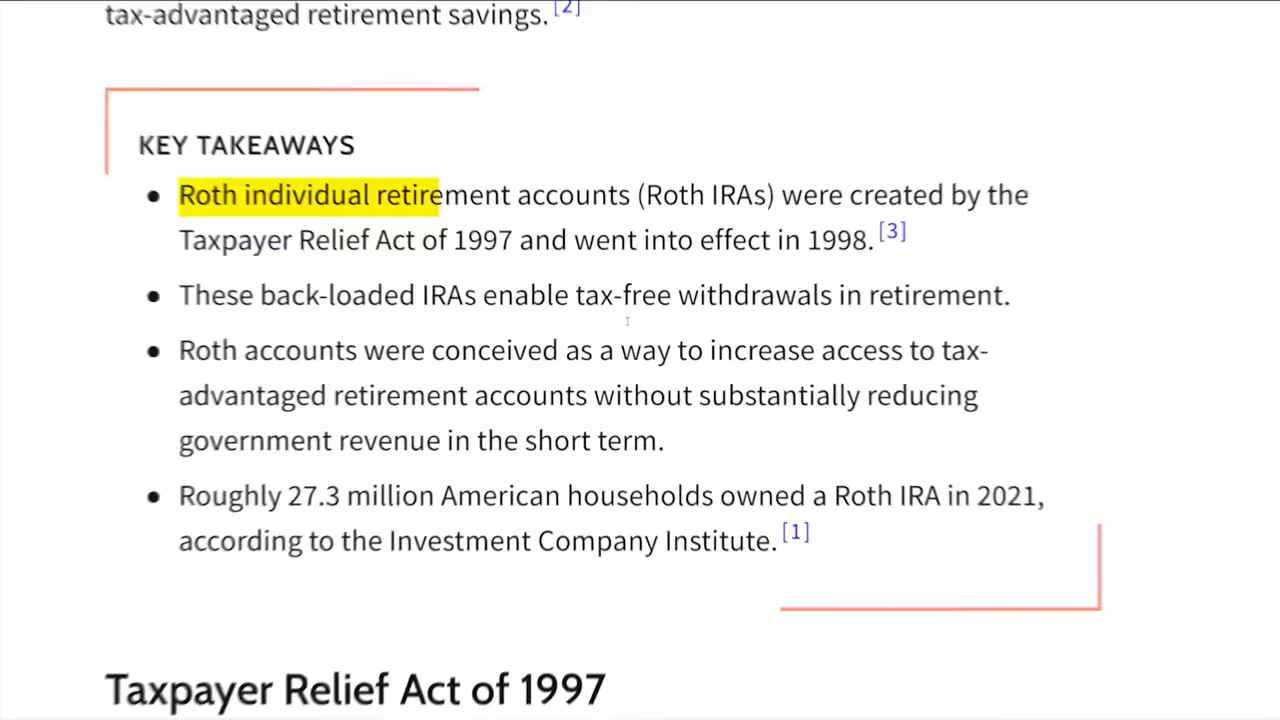 tax-advantaged retirement savings. [2]
KEY TAKEAWAYS
• Roth individual retirement accounts (Roth IRAs) were created by the
Taxpayer Relief Act of 1997 and went into effect in 1998. [3]
• These back-loaded IRAs enable tax-free withdrawals in retirement.
• Roth accounts were conceived as a way to increase access to tax-
advantaged retirement accounts without substantially reducing
government revenue in the short term.
• Roughly 27.3 million American households owned a Roth IRA in 2021,
according to the Investment Company Institute. [1]
Taxpayer Relief Act of 1997